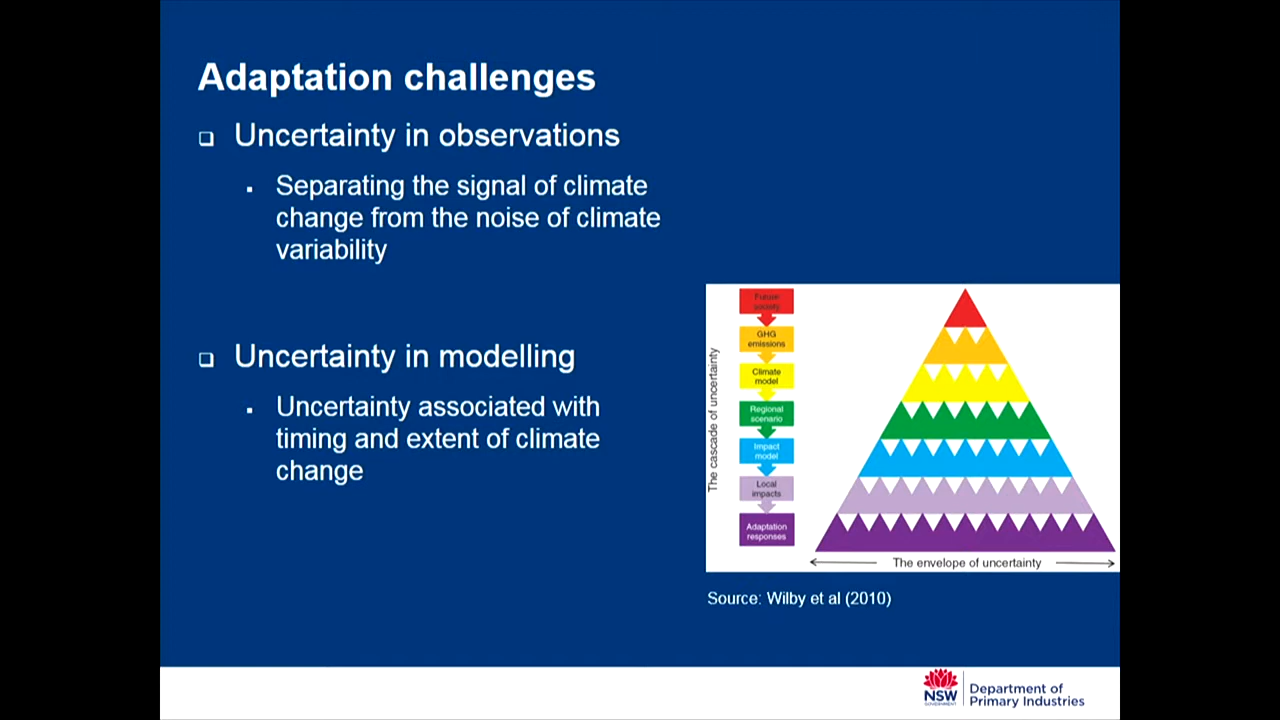 Adaptation challenges
Uncertainty in observations
Separating the signal of climate
change from the noise of climate
variability
Uncertainty in modelling
Uncertainty associated with
timing and extent of climate
change
The cascade of uncertainty
Future
society
GHG
emissions
Climate
model
Regional
scenario
Impact
model
Local
impacts
Adaptation
responses
The envelope of uncertainty
Source: Wilby et al (2010)
NSW
GOVERNMENT
Department of
Primary Industries